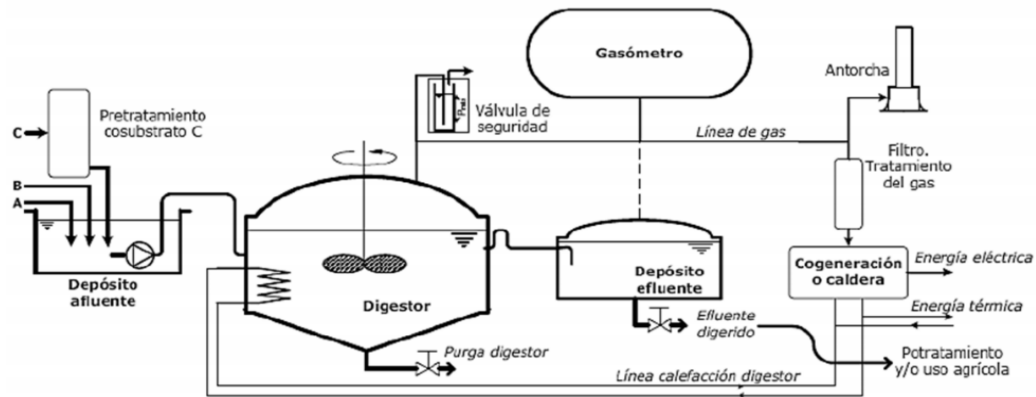 Gasómetro
Antorcha
Válvula de
seguridad
Pretratamiento
cosubstrato C
C
Línea de gas
Filtro.
Tratamiento
del gas
B
A
Depósito
afluente
Digestor
Depósito
efluente
Cogeneración
o caldera
Energía eléctrica
Energía térmica
Efluente
digerido
Purga digestor
Línea calefacción digestor
Potratamiento
y/o uso agrícola